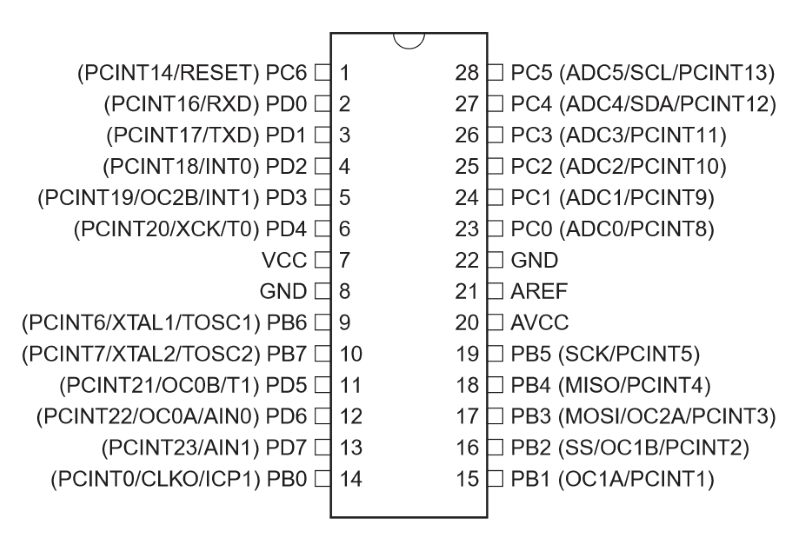 (PCINT14/RESET) PC6 1 28 PC5 (ADC5/SCL/PCINT13)
(PCINT16/RXD) PD0 2 27 PC4 (ADC4/SDA/PCINT12)
(PCINT17/TXD) PD1 3 26 PC3 (ADC3/PCINT11)
(PCINT18/INT0) PD2 4 25 PC2 (ADC2/PCINT10)
(PCINT19/OC2B/INT1) PD3 5 24 PC1 (ADC1/PCINT9)
(PCINT20/XCK/T0) PD4 6 23 PC0 (ADC0/PCINT8)
VCC 7 22 GND
GND 8 21 AREF
(PCINT6/XTAL1/TOSC1) PB6 9 20 AVCC
(PCINT7/XTAL2/TOSC2) PB7 10 19 PB5 (SCK/PCINT5)
(PCINT21/OC0B/T1) PD5 11 18 PB4 (MISO/PCINT4)
(PCINT22/OC0A/AIN0) PD6 12 17 PB3 (MOSI/OC2A/PCINT3)
(PCINT23/AIN1) PD7 13 16 PB2 (SS/OC1B/PCINT2)
(PCINT0/CLKO/ICP1) PB0 14 15 PB1 (OC1A/PCINT1)